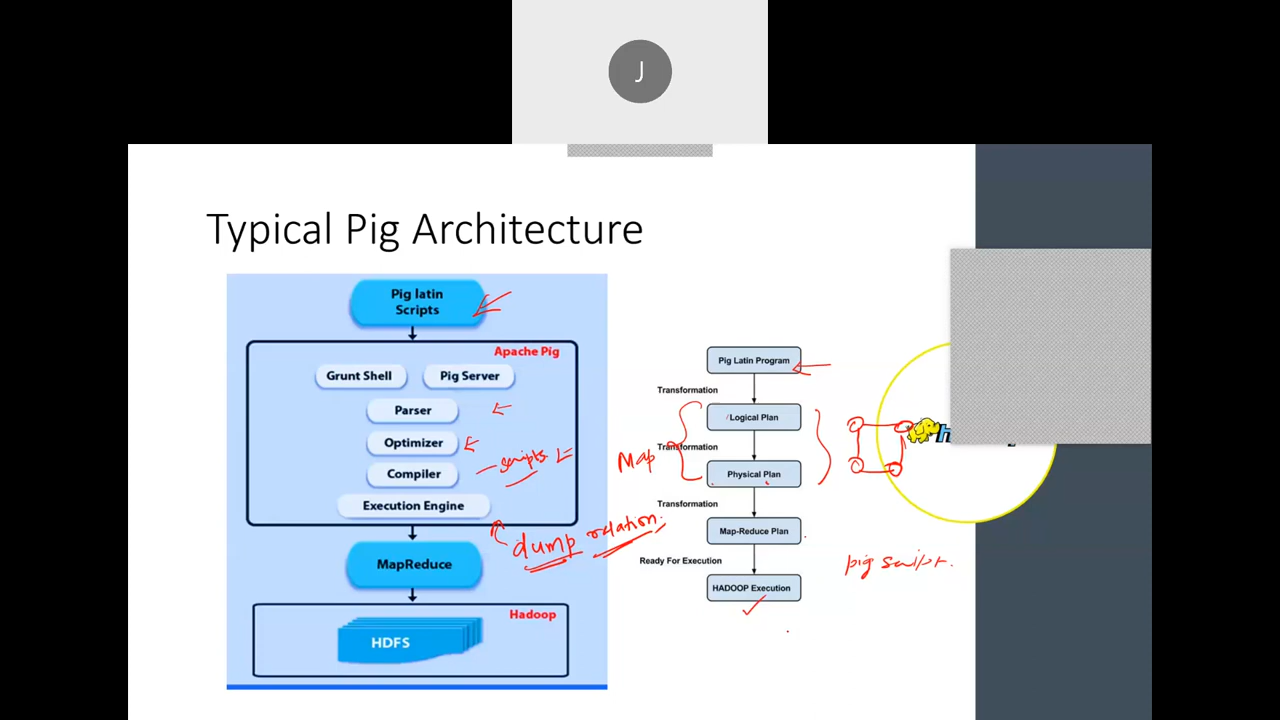 J
Typical Pig Architecture
Pig latin
Scripts
Apache Pig
Grunt Shell
Pig Server
Parser
Optimizer
Compiler
scripts
Execution Engine
dump relation.
MapReduce
Hadoop
HDFS
Pig Latin Program
Transformation
Logical Plan
Transformation
Map
Physical Plan
Transformation
Map-Reduce Plan
Ready For Execution
HADOOP Execution
pig script.